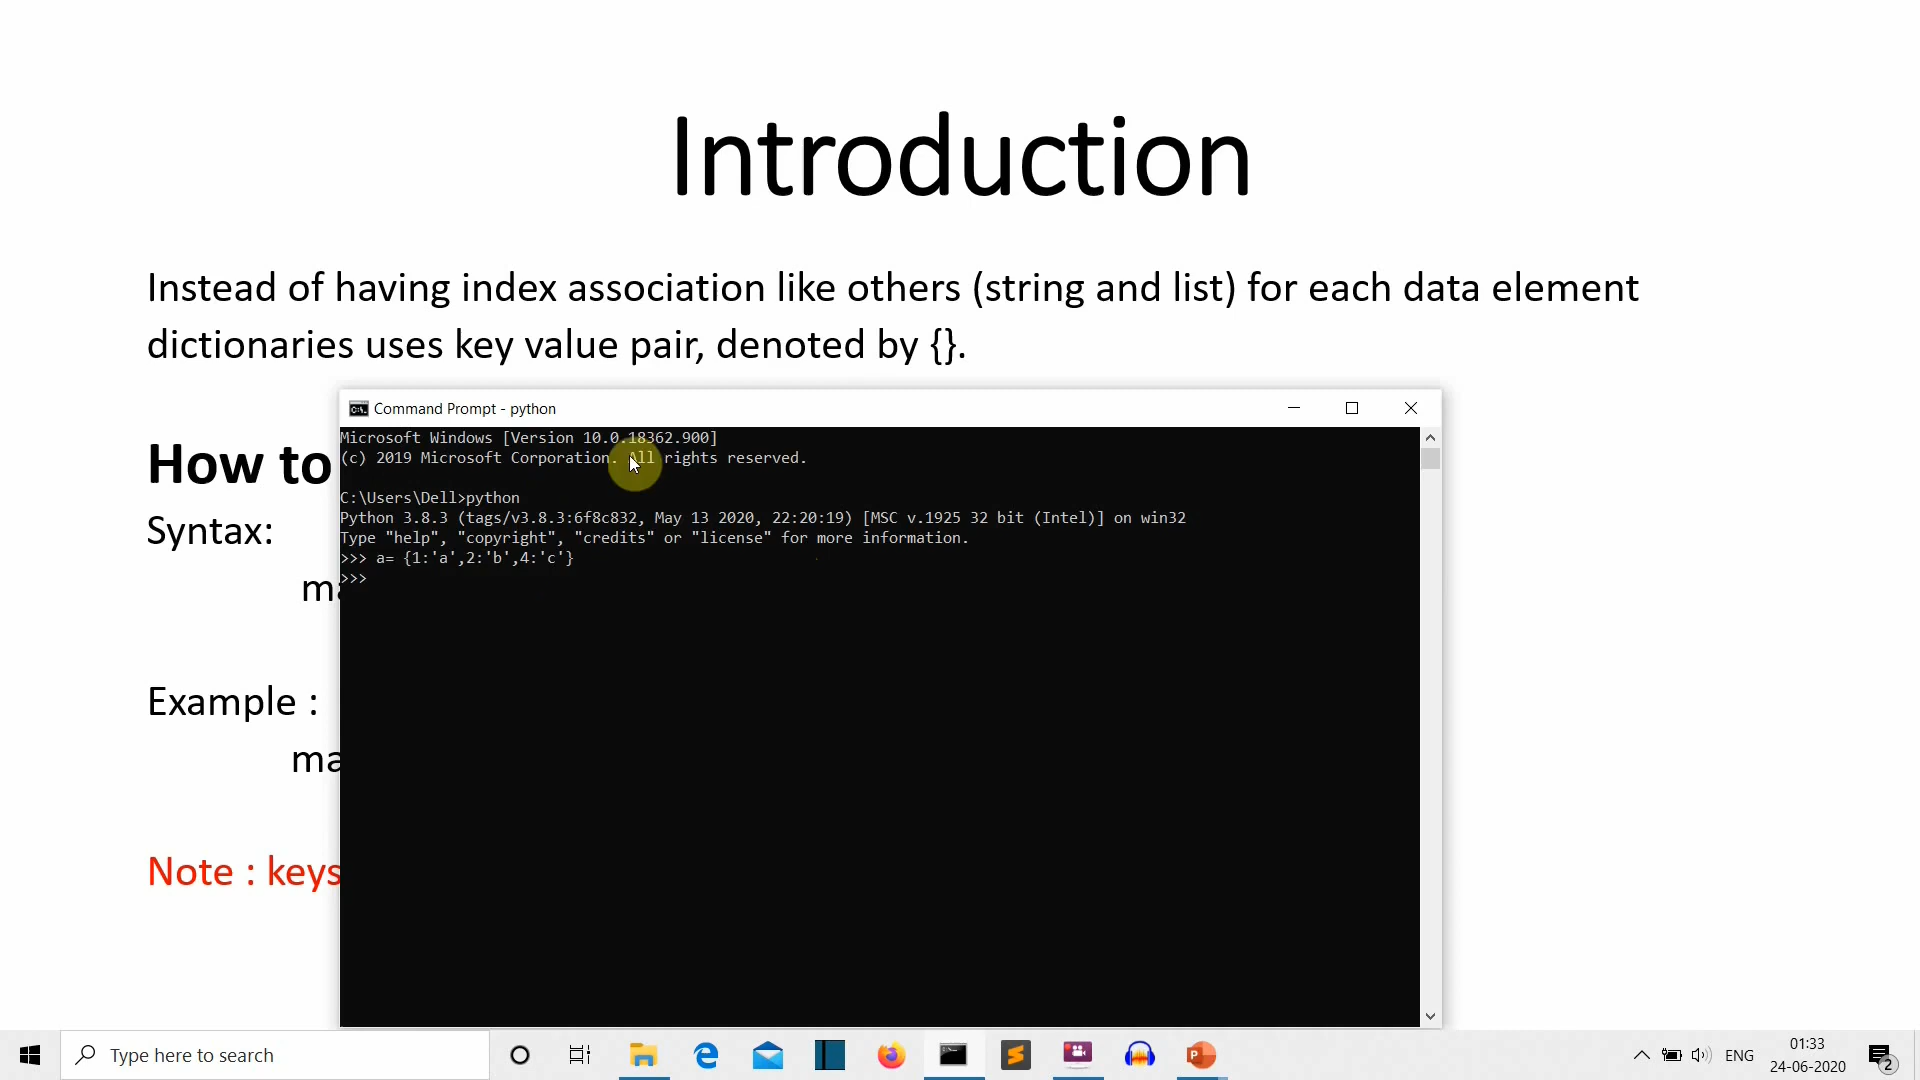 Introduction
Instead of having index association like others (string and list) for each data element
dictionaries uses key value pair, denoted by {}.
How to
Syntax:
Example :
Note : keys
Command Prompt - python
Microsoft Windows [Version 10.0.18362.900]
(c) 2019 Microsoft Corporation. All rights reserved.
C:\Users\Dell>python
Python 3.8.3 (tags/v3.8.3:6f8c832, May 13 2020, 22:20:19) [MSC v.1925 32 bit (Intel)] on win32
Type "help", "copyright", "credits" or "license" for more information.
>>> a= {1:'a',2:'b',4:'c'}
>>>
Type here to search
ENG
01:33
24-06-2020
2